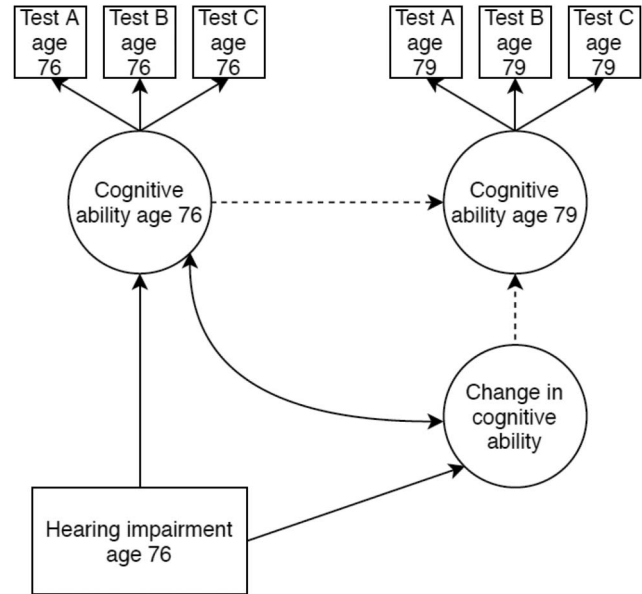 Test A
age
76
Test B
age
76
Test C
age
76
Test A
age
79
Test B
age
79
Test C
age
79
Cognitive
ability age 76
Cognitive
ability age 79
Change in
cognitive
ability
Hearing impairment
age 76